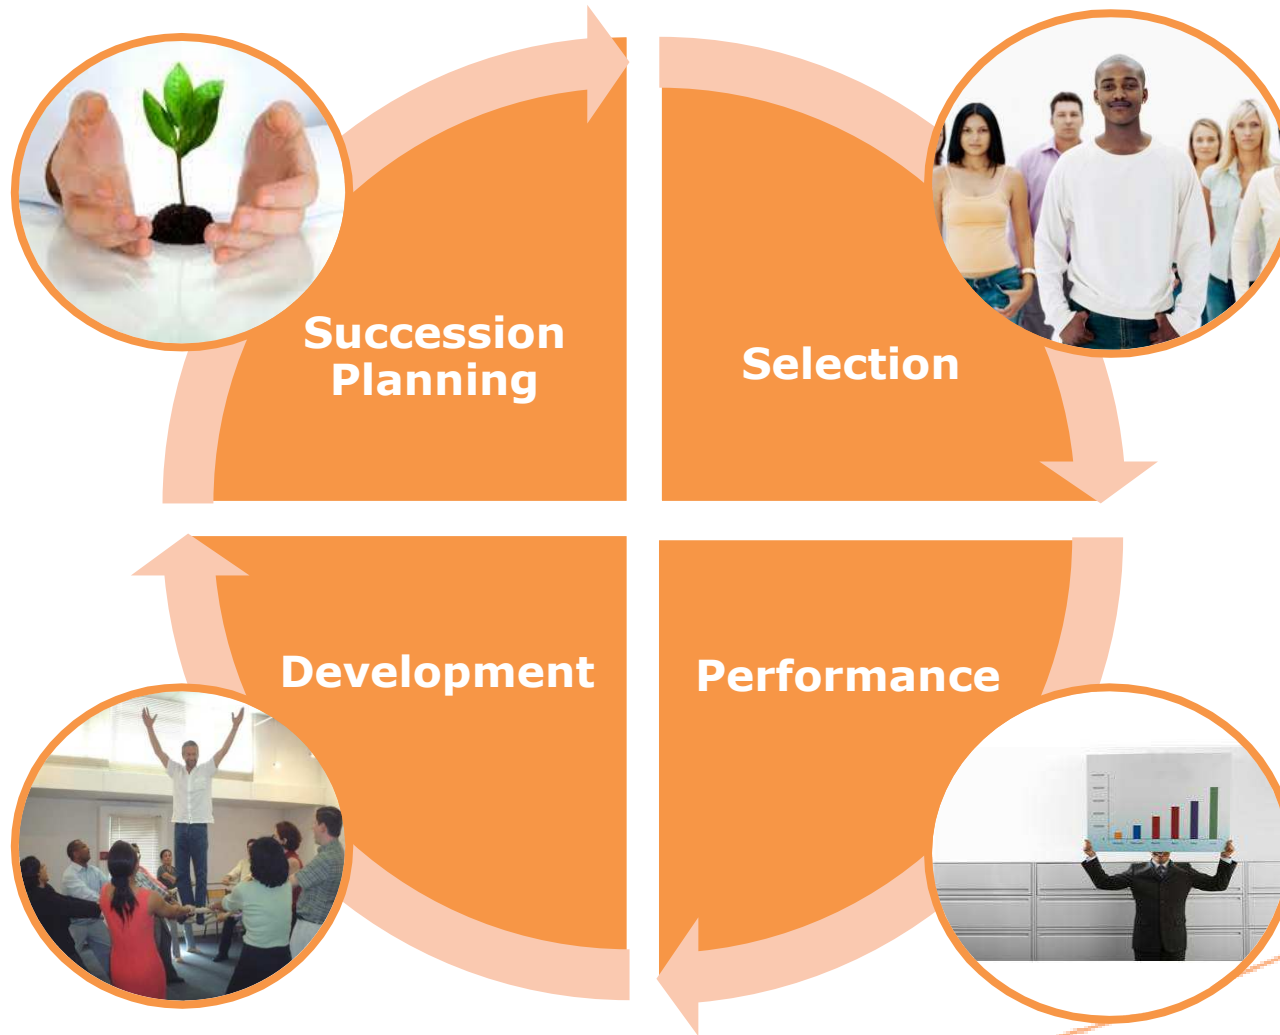 Succession
Planning
Selection
Development
Performance